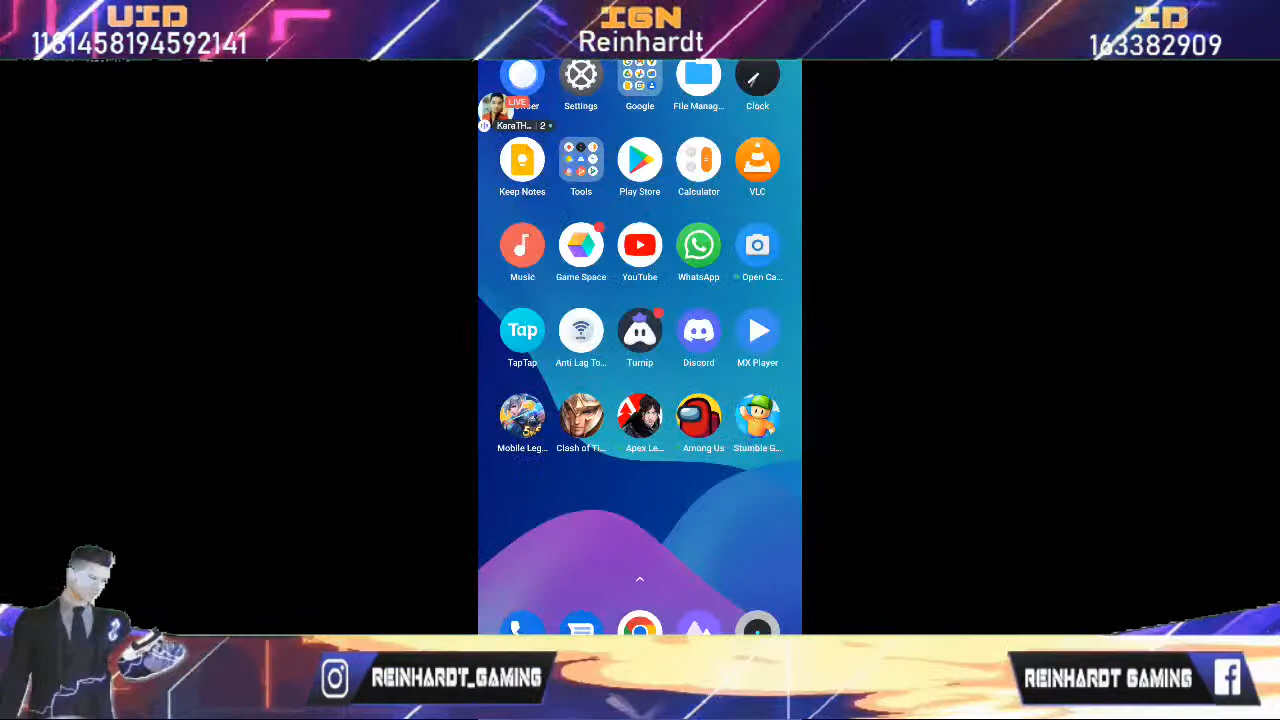 UID
1181458194592141
IGN
Reinhardt
ID
163382909
Settings
Google
File Manag...
Clock
LIVE
KaraTH... 2
Keep Notes
Tools
Play Store
Calculator
VLC
Music
Game Space
YouTube
WhatsApp
Open Ca...
Tap
TapTap
Anti Lag To...
Turnip
Discord
MX Player
Mobile Leg...
Clash of Ti...
Apex Le...
Among Us
Stumble G...
REINHARDT_GAMING
REINHARDT GAMING